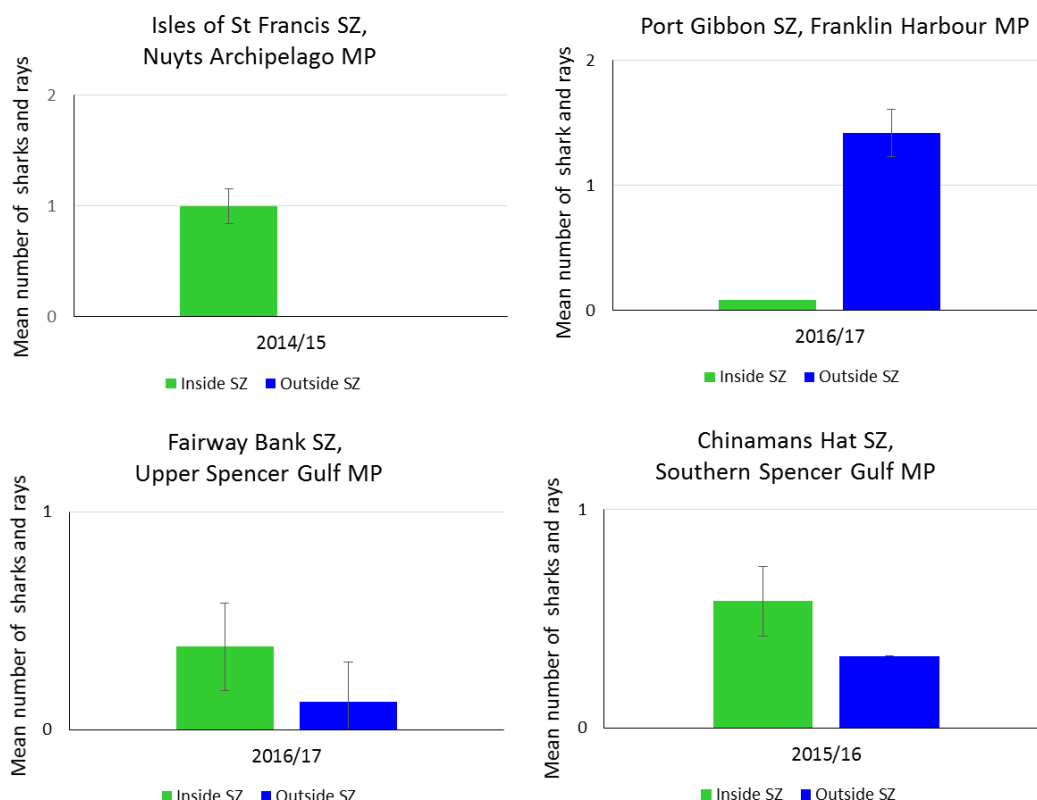 Isles of St Francis SZ,
Nuyts Archipelago MP
Mean number of sharks and rays
2
1
0
2014/15
Inside SZ Outside SZ
Port Gibbon SZ, Franklin Harbour MP
Mean number of shark and rays
2
1
0
2016/17
Inside SZ Outside SZ
Fairway Bank SZ,
Upper Spencer Gulf MP
Mean number of sharks and rays
1
0
2016/17
Inside SZ Outside SZ
Chinamans Hat SZ,
Southern Spencer Gulf MP
Mean number of sharks and rays
1
0
2015/16
Inside SZ Outside SZ